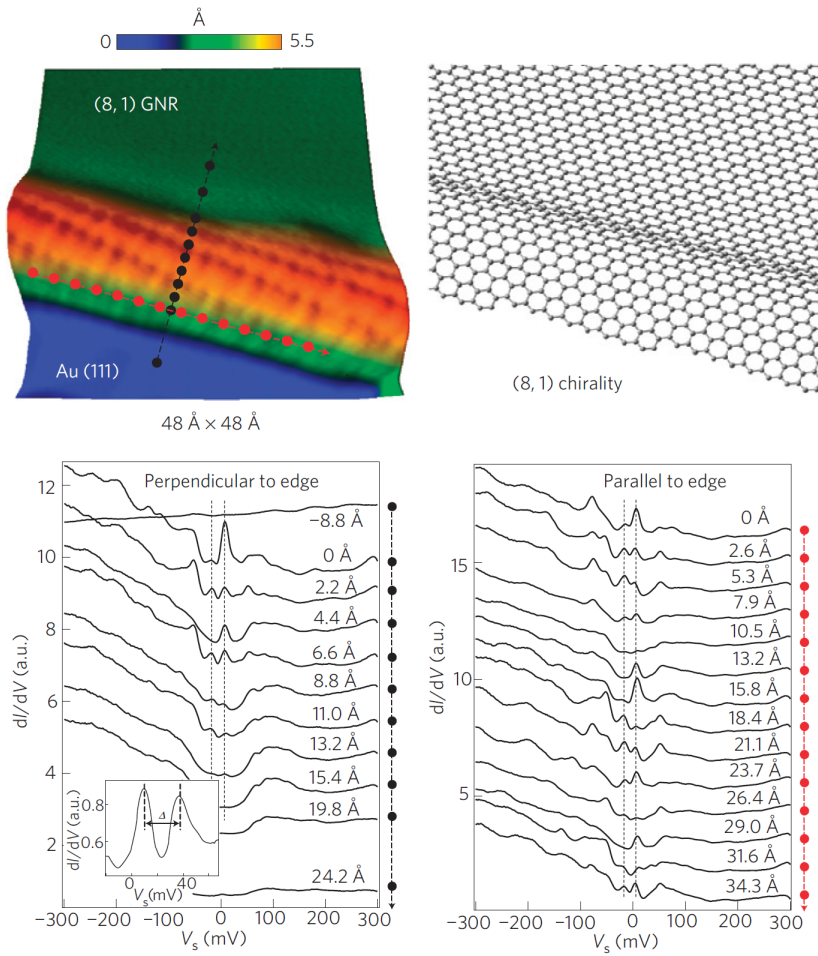 Å
0 5.5
(8, 1) GNR
Au (111)
48 Å × 48 Å
(8, 1) chirality
Perpendicular to edge
12
10
8
6
4
2
dI/dV (a.u.)
−8.8 Å
0 Å
2.2 Å
4.4 Å
6.6 Å
8.8 Å
11.0 Å
13.2 Å
15.4 Å
19.8 Å
24.2 Å
0.8
0.6
dI/dV (a.u.)
Δ
0 40
Vs(mV)
−300 −200 −100 0 100 200 300
Vs (mV)
Parallel to edge
15
10
5
dI/dV (a.u.)
0 Å
2.6 Å
5.3 Å
7.9 Å
10.5 Å
13.2 Å
15.8 Å
18.4 Å
21.1 Å
23.7 Å
26.4 Å
29.0 Å
31.6 Å
34.3 Å
−300 −200 −100 0 100 200 300
Vs (mV)